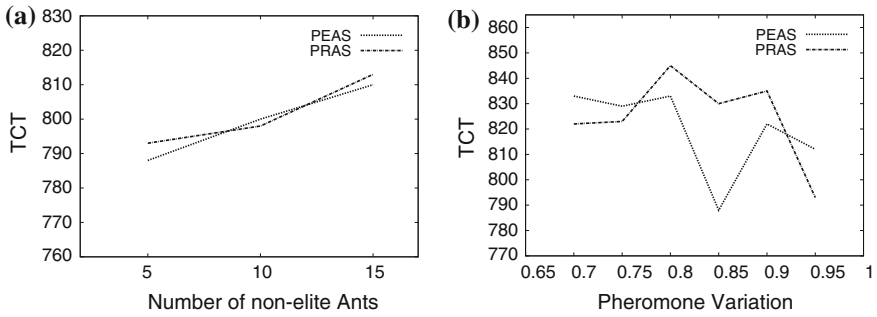 (a)
830
820
810
800
790
780
770
760
TCT
5 10 15
Number of non-elite Ants
PEAS
PRAS
(b)
860
850
840
830
820
810
800
790
780
770
TCT
0.65 0.7 0.75 0.8 0.85 0.9 0.95 1
Pheromone Variation
PEAS
PRAS